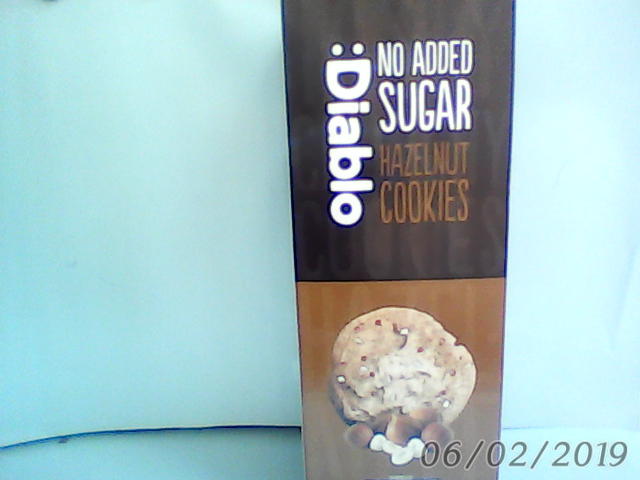 :Diablo
NO ADDED
SUGAR
HAZELNUT
COOKIES
06/02/2019